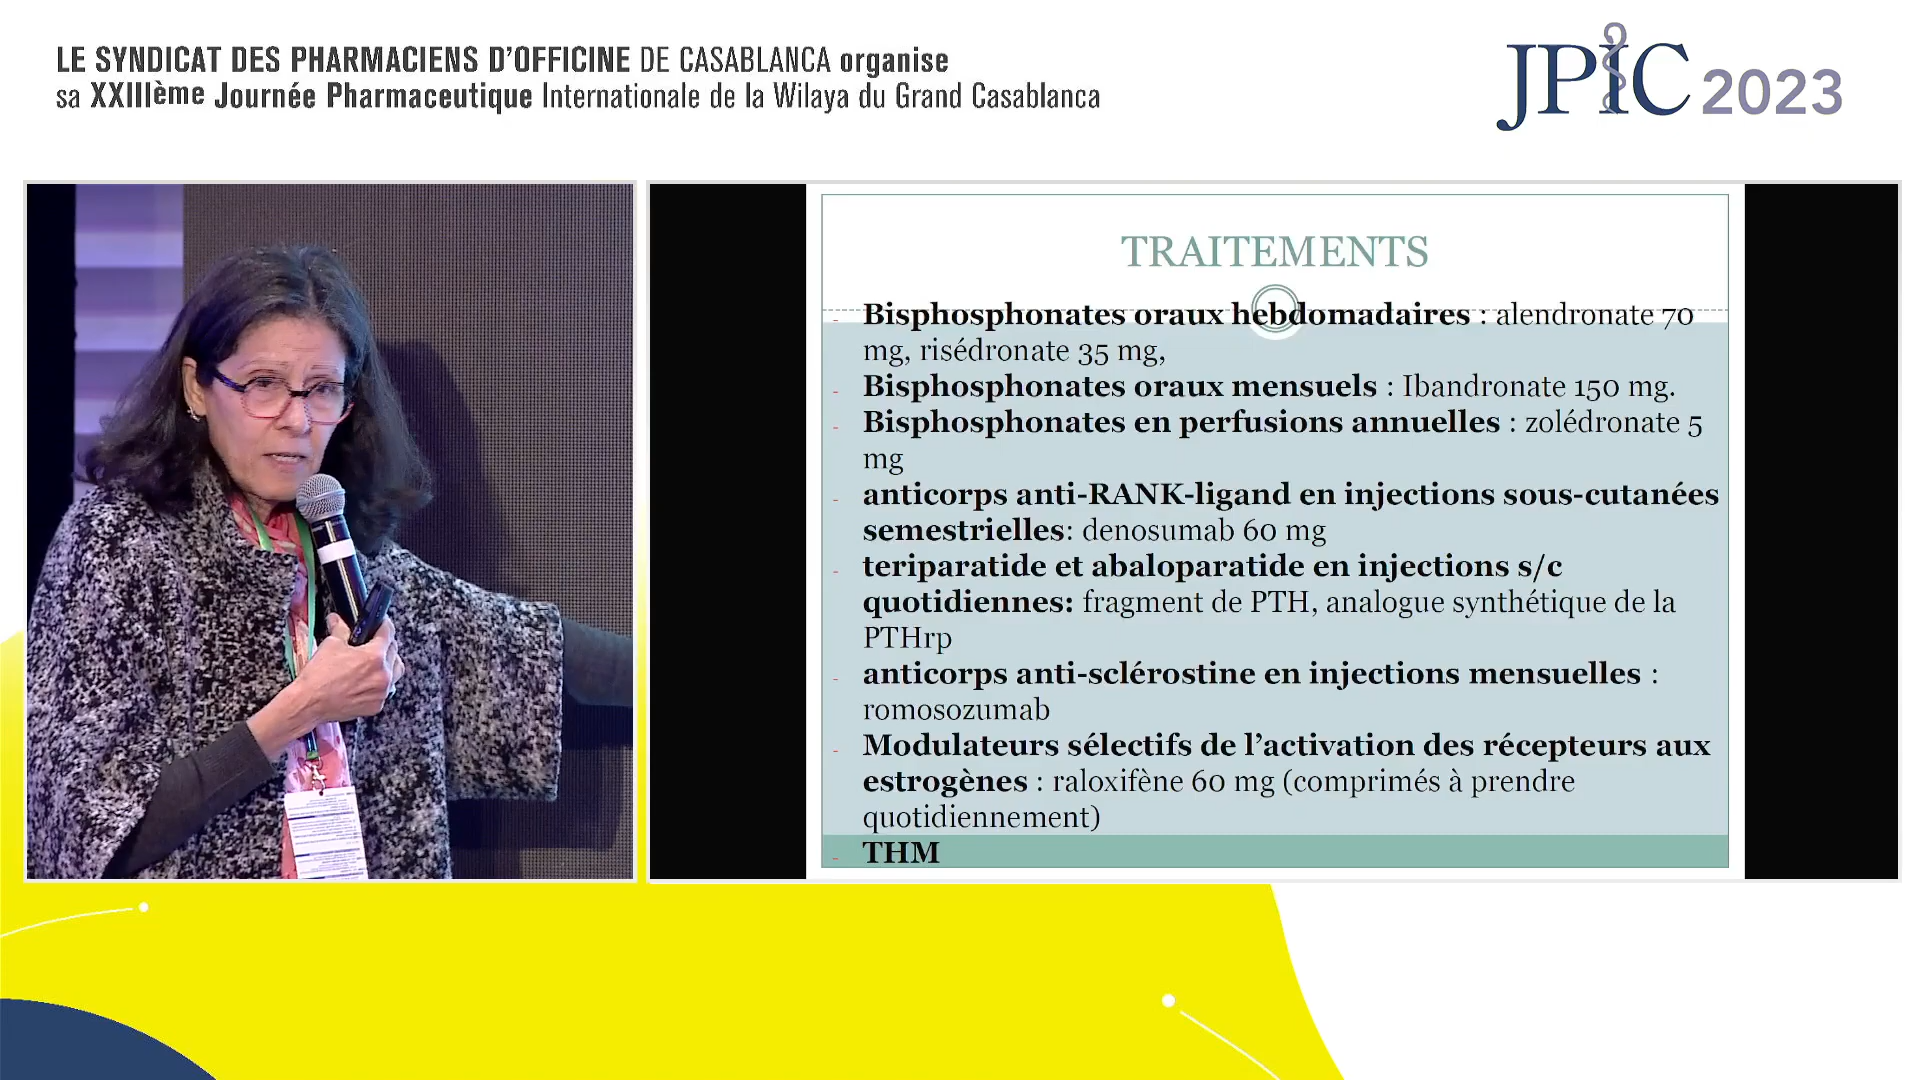 LE SYNDICAT DES PHARMACIENS D'OFFICINE DE CASABLANCA organise
sa XXIIIème Journée Pharmaceutique Internationale de la Wilaya du Grand Casablanca
JPIC 2023
TRAITEMENTS
- Bisphosphonates oraux hebdomadaires : alendronate 70
mg, risédronate 35 mg,
- Bisphosphonates oraux mensuels : Ibandronate 150 mg.
- Bisphosphonates en perfusions annuelles : zolédronate 5
mg
- anticorps anti-RANK-ligand en injections sous-cutanées
semestrielles: denosumab 60 mg
- teriparatide et abaloparatide en injections s/c
quotidiennes: fragment de PTH, analogue synthétique de la
PTHrp
- anticorps anti-sclérostine en injections mensuelles :
romosozumab
- Modulateurs sélectifs de l'activation des récepteurs aux
estrogènes : raloxifène 60 mg (comprimés à prendre
quotidiennement)
- THM